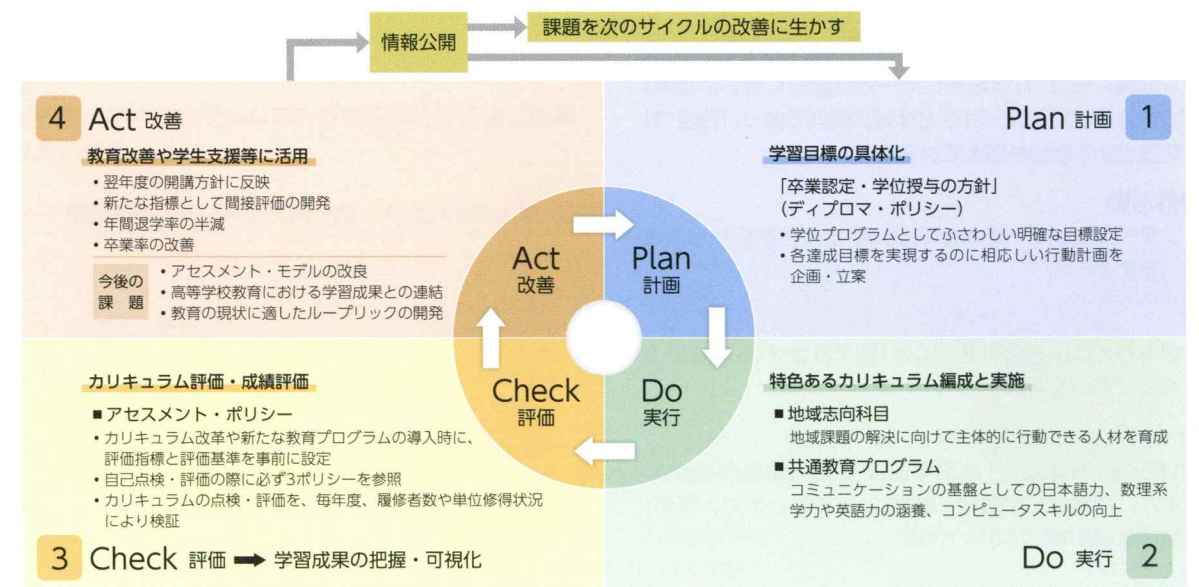 情報公開
課題を次のサイクルの改善に生かす
4 Act 改善
教育改善や学生支援等に活用
• 翌年度の開講方針に反映
• 新たな指標として間接評価の開発
• 年間退学率の半減
• 卒業率の改善
今後の
課 題
• アセスメント・モデルの改良
• 高等学校教育における学習成果との連結
• 教育の現状に適したルーブリックの開発
Plan 計画 1
学習目標の具体化
「卒業認定・学位授与の方針」
（ディプロマ・ポリシー）
• 学位プログラムとしてふさわしい明確な目標設定
• 各達成目標を実現するのに相応しい行動計画を
企画・立案
Act
改善
Plan
計画
Check
評価
Do
実行
カリキュラム評価・成績評価
■ アセスメント・ポリシー
• カリキュラム改革や新たな教育プログラムの導入時に、
評価指標と評価基準を事前に設定
• 自己点検・評価の際に必ず3ポリシーを参照
• カリキュラムの点検・評価を、毎年度、履修者数や単位修得状況
により検証
3 Check 評価 ➡ 学習成果の把握・可視化
特色あるカリキュラム編成と実施
■ 地域志向科目
地域課題の解決に向けて主体的に行動できる人材を育成
■ 共通教育プログラム
コミュニケーションの基盤としての日本語力、数理系
学力や英語力の涵養、コンピュータスキルの向上
Do 実行 2